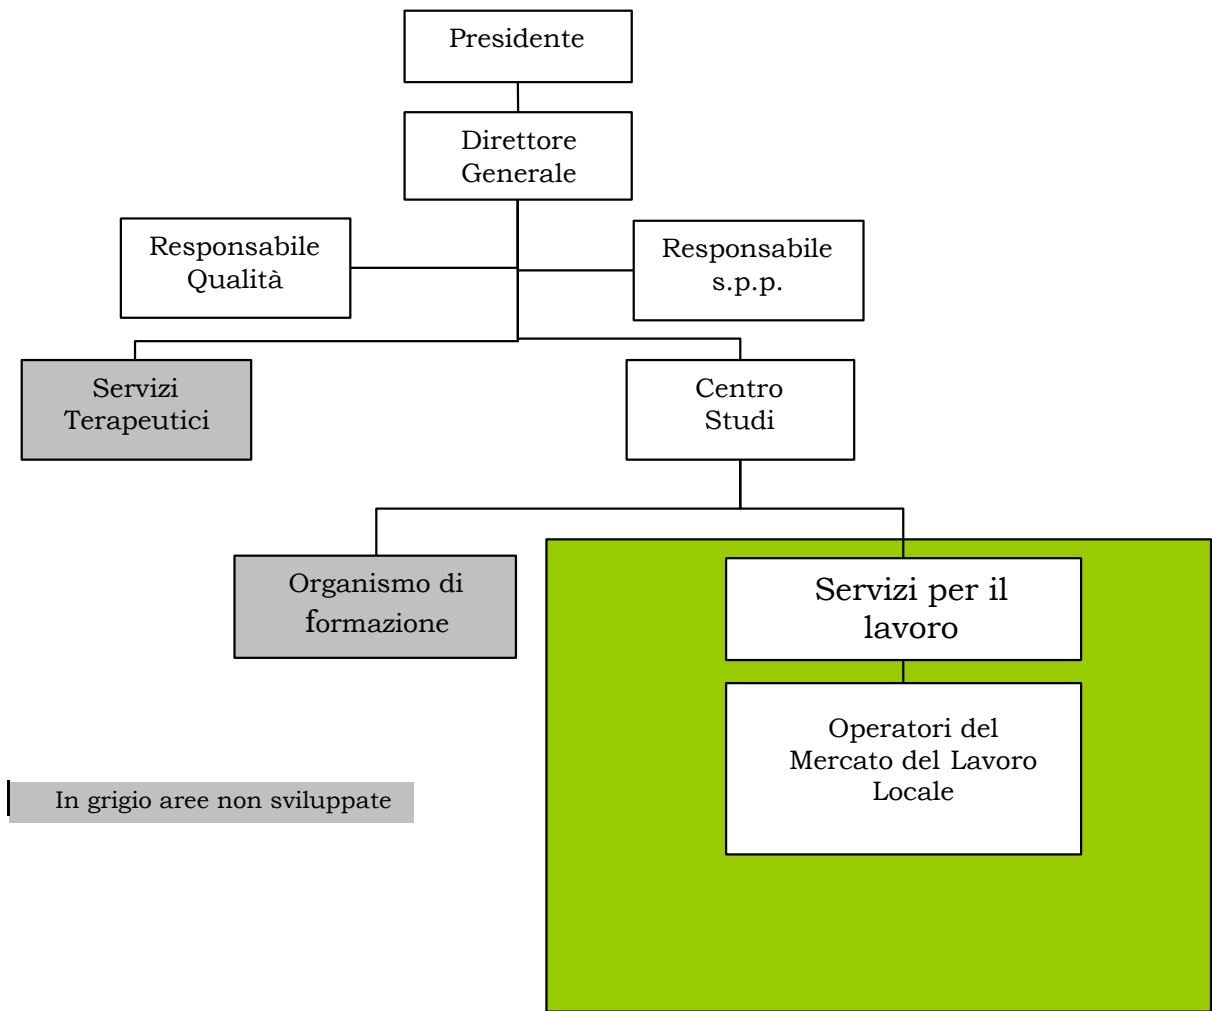 Presidente
Direttore
Generale
Responsabile
Qualità
Responsabile
s.p.p.
Servizi
Terapeutici
Centro
Studi
Organismo di
formazione
Servizi per il
lavoro
Operatori del
Mercato del Lavoro
Locale
In grigio aree non sviluppate